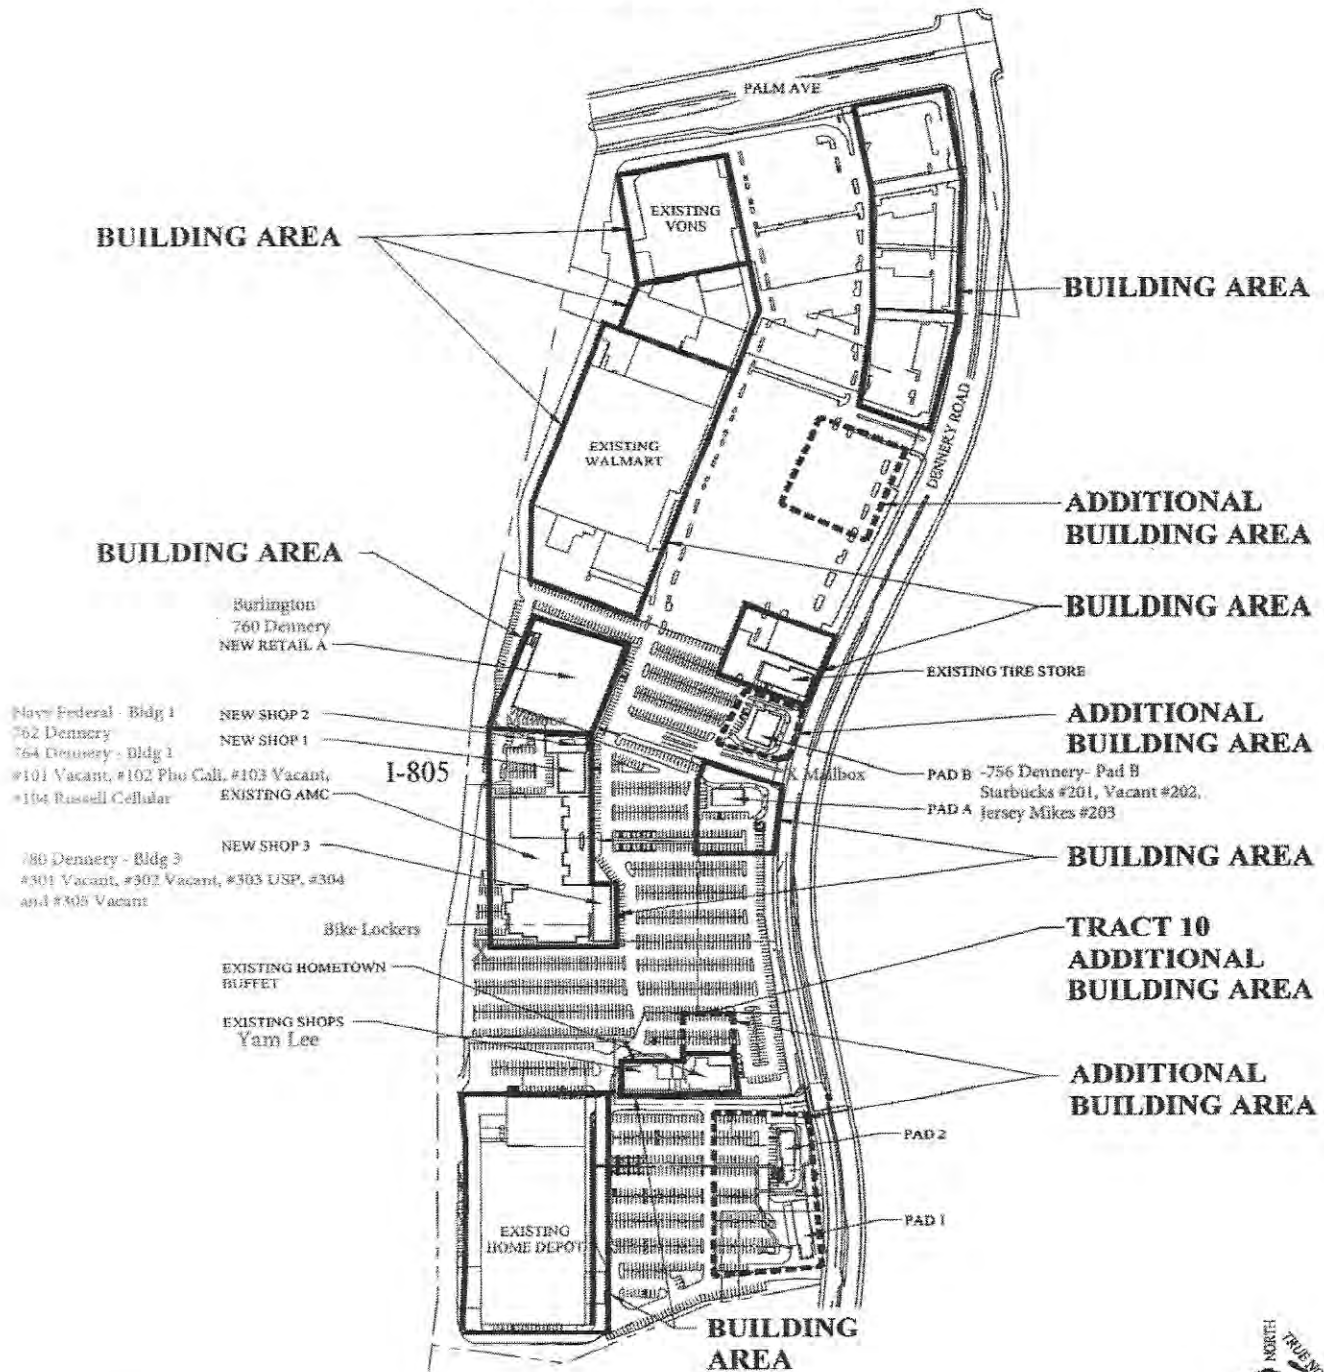 PALM AVE
EXISTING
VONS
BUILDING AREA
BUILDING AREA
DENNERY ROAD
EXISTING
WALMART
ADDITIONAL
BUILDING AREA
BUILDING AREA
Burlington
760 Dennery
NEW RETAIL A
BUILDING AREA
EXISTING TIRE STORE
Navy Federal - Bldg 1
762 Dennery
764 Dennery - Bldg 1
#101 Vacant, #102 Pho Cali, #103 Vacant,
#104 Russell Cellular
NEW SHOP 2
Mailbox
NEW SHOP 1
I-805
EXISTING AMC
ADDITIONAL
BUILDING AREA
X Mailbox
PAD B
-756 Dennery- Pad B
Starbucks #201, Vacant #202,
Jersey Mikes #203
PAD A
NEW SHOP 3
780 Dennery - Bldg 3
#301 Vacant, #302 Vacant, #303 USP, #304
and #305 Vacant
BUILDING AREA
Bike Lockers
X
TRACT 10
ADDITIONAL
BUILDING AREA
EXISTING HOMETOWN
BUFFET
EXISTING SHOPS
Yam Lee
ADDITIONAL
BUILDING AREA
PAD 2
PAD 1
EXISTING
HOME DEPOT
BUILDING
AREA
NORTH